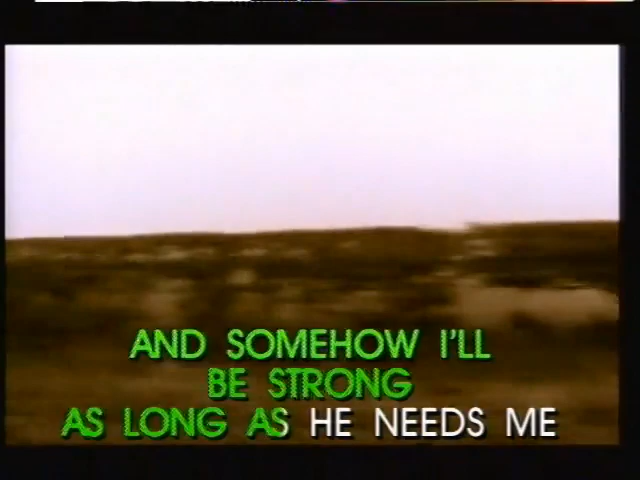 AND SOMEHOW I'LL
BE STRONG
AS LONG AS HE NEEDS ME